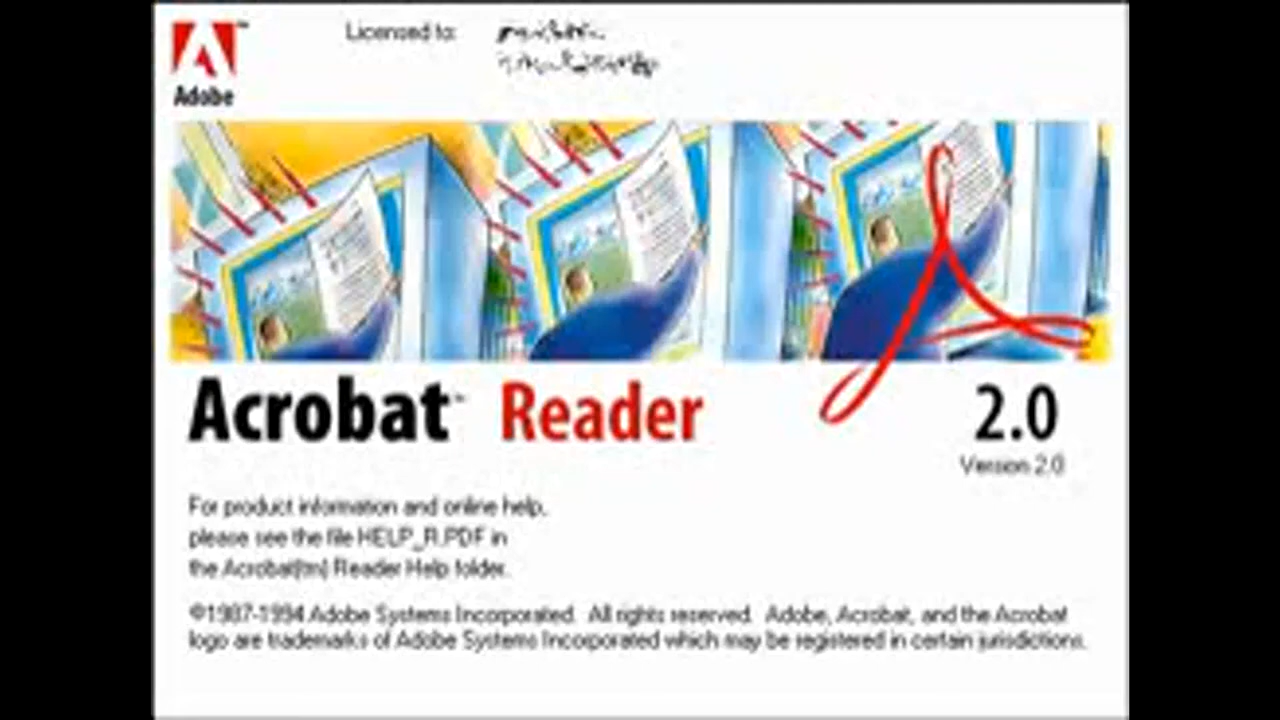 Adobe
Licensed to:
Acrobat™ Reader 2.0
Version 2.0
For product information and online help,
please see the file HELP_R.PDF in
the Acrobat(tm) Reader Help folder.
©1987-1994 Adobe Systems Incorporated. All rights reserved. Adobe, Acrobat, and the Acrobat
logo are trademarks of Adobe Systems Incorporated which may be registered in certain jurisdictions.